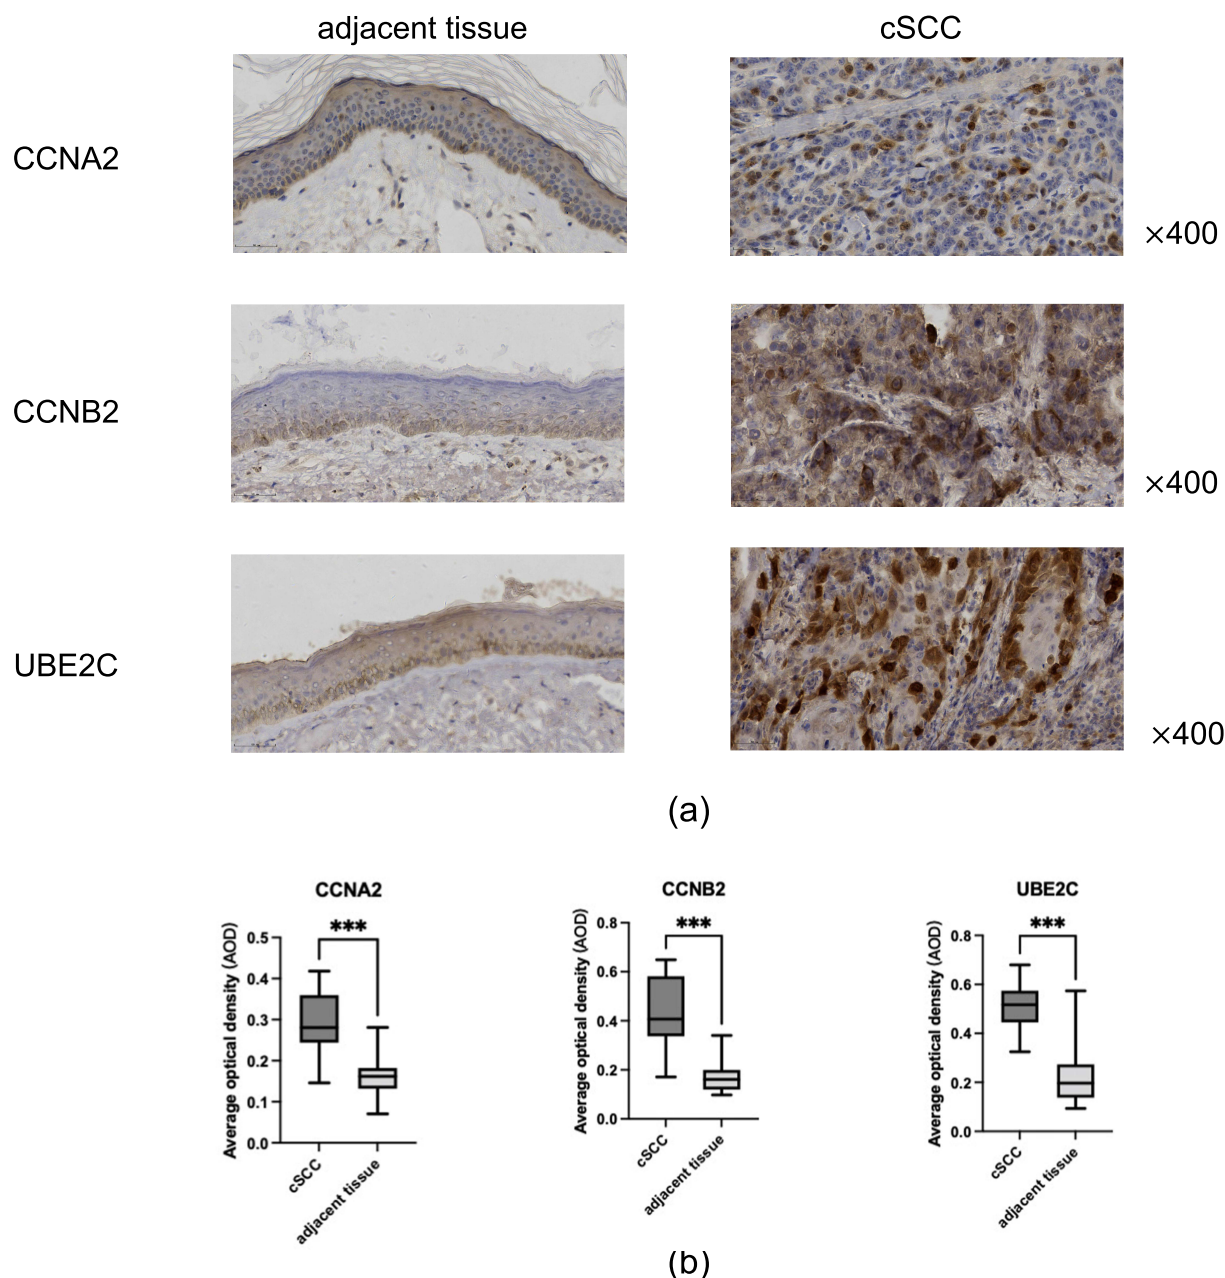 adjacent tissue
cSCC
CCNA2
×400
CCNB2
×400
UBE2C
×400
(a)
CCNA2
***
Average optical density (AOD)
0.5
0.4
0.3
0.2
0.1
0.0
cSCC
adjacent tissue
CCNB2
***
Average optical density (AOD)
0.8
0.6
0.4
0.2
0.0
cSCC
adjacent tissue
UBE2C
***
Average optical density (AOD)
0.8
0.6
0.4
0.2
0.0
cSCC
adjacent tissue
(b)